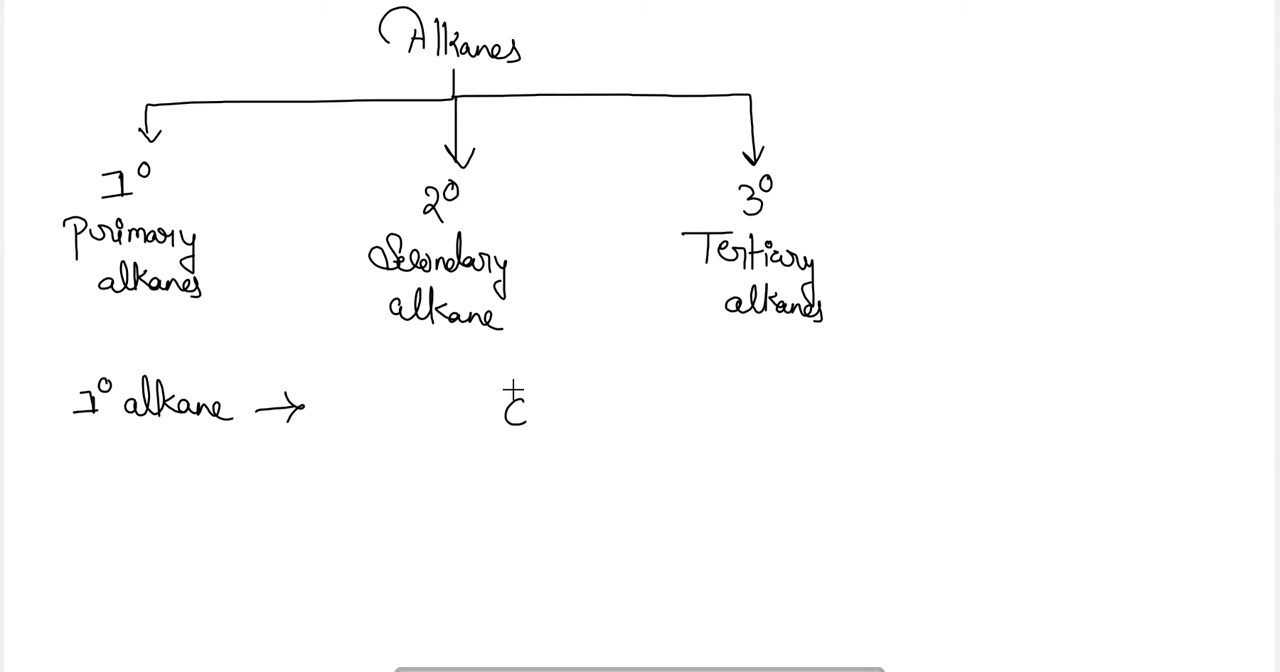 Alkanes
1° 2° 3°
Primary alkanes
Secondary alkane
Tertiary alkanes
1° alkane → C⁺